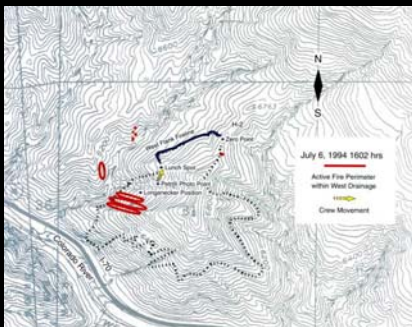 N
S
H-2
West Flank Fireline
Zero Point
Lunch Spot
Petrilli Photo Point
Longanecker Position
Colorado River
I-70
July 6, 1994 1602 hrs
Active Fire Perimeter
within West Drainage
Crew Movement